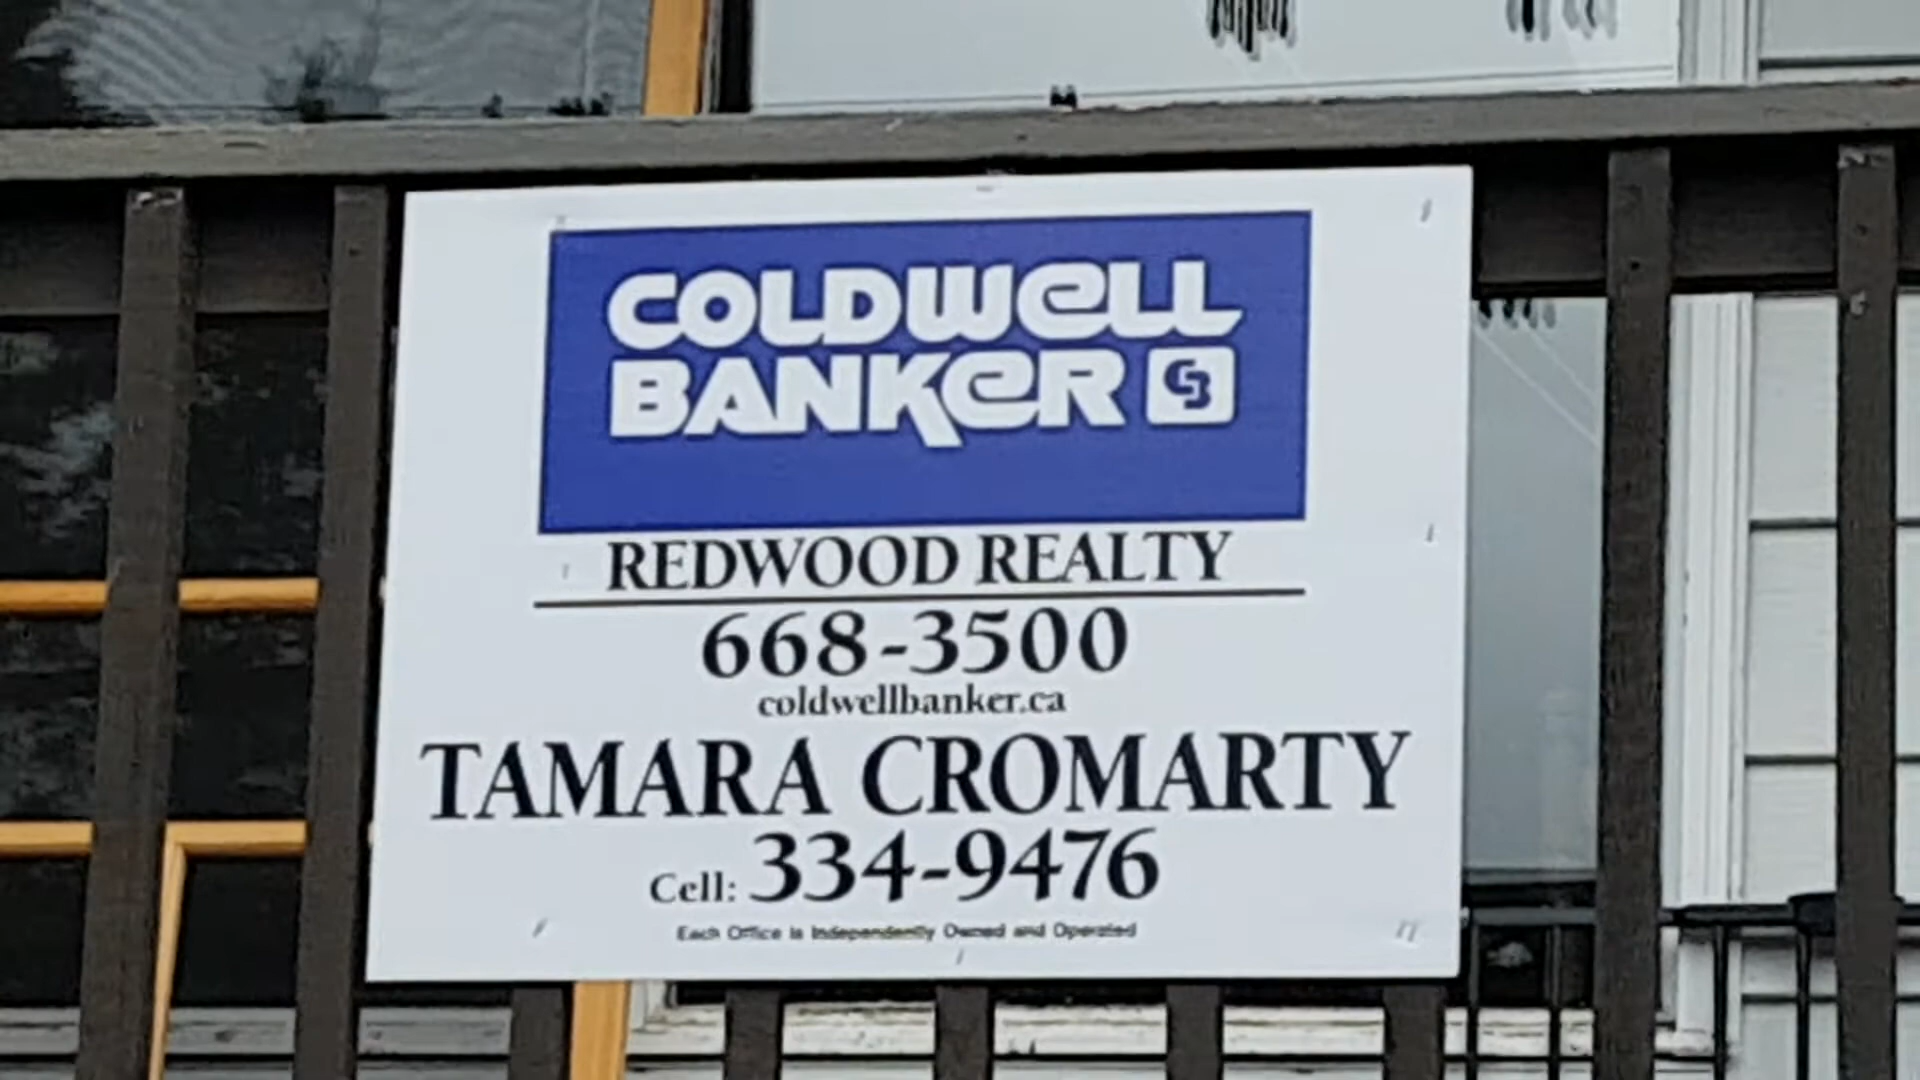 COLDWELL
BANKER CB
REDWOOD REALTY
668-3500
coldwellbanker.ca
TAMARA CROMARTY
Cell: 334-9476
Each Office is Independently Owned and Operated